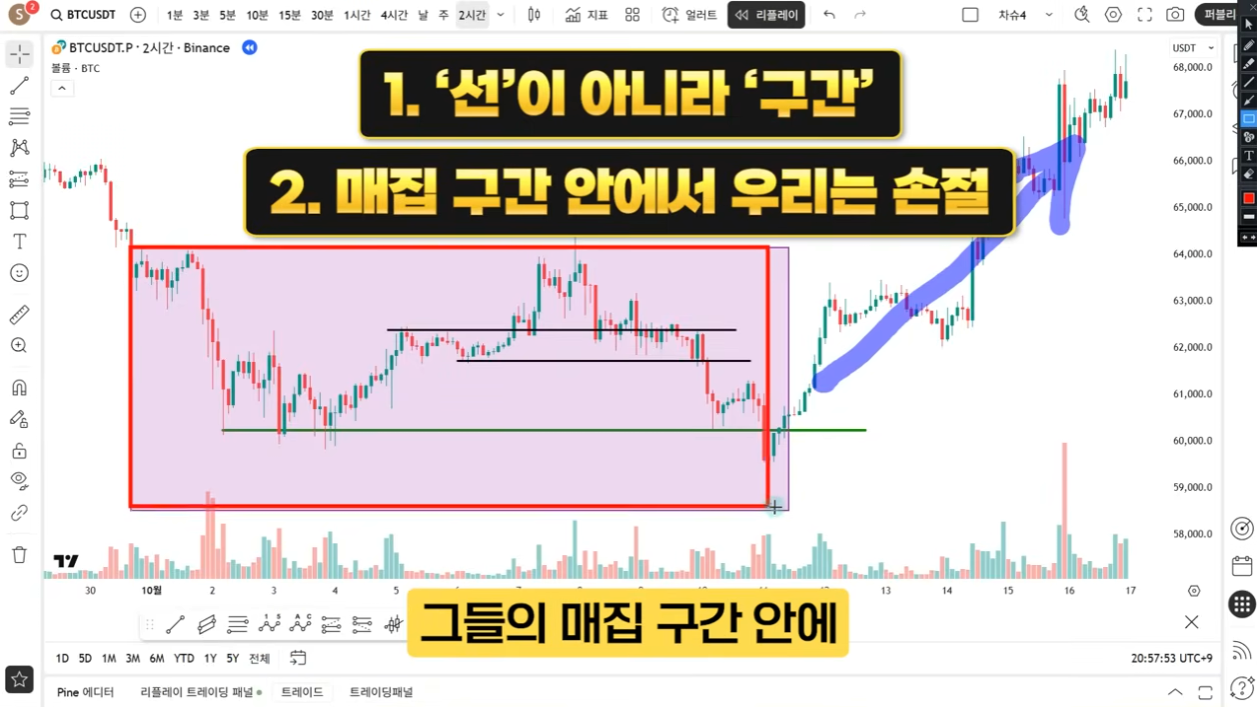 S 2 BTCUSDT 1분 3분 5분 10분 15분 30분 1시간 4시간 날 주 2시간 지표 얼러트 리플레이 차슈4 퍼블리
BTCUSDT.P · 2시간 · Binance
볼륨 · BTC
USDT
1. ‘선’이 아니라 ‘구간’
2. 매집 구간 안에서 우리는 손절
68,000.0
67,000.0
66,000.0
65,000.0
64,000.0
63,000.0
62,000.0
61,000.0
60,000.0
59,000.0
58,000.0
30 10월 2 3 4 5 13 14 15 16 17
그들의 매집 구간 안에
1D 5D 1M 3M 6M YTD 1Y 5Y 전체
20:57:53 UTC+9
Pine 에디터 리플레이 트레이딩 패널 트레이드 트레이딩패널